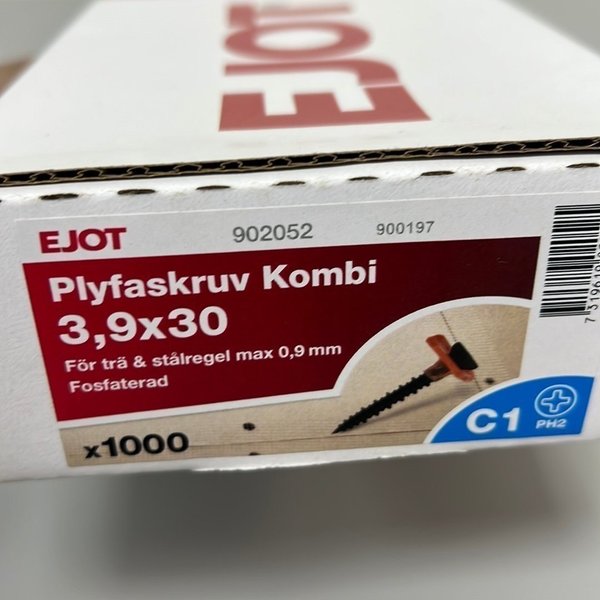 EJOT
EJOT 902052 900197
Plyfaskruv Kombi
3,9x30
För trä & stålregel max 0,9 mm
Fosfaterad
x1000
C1 PH2